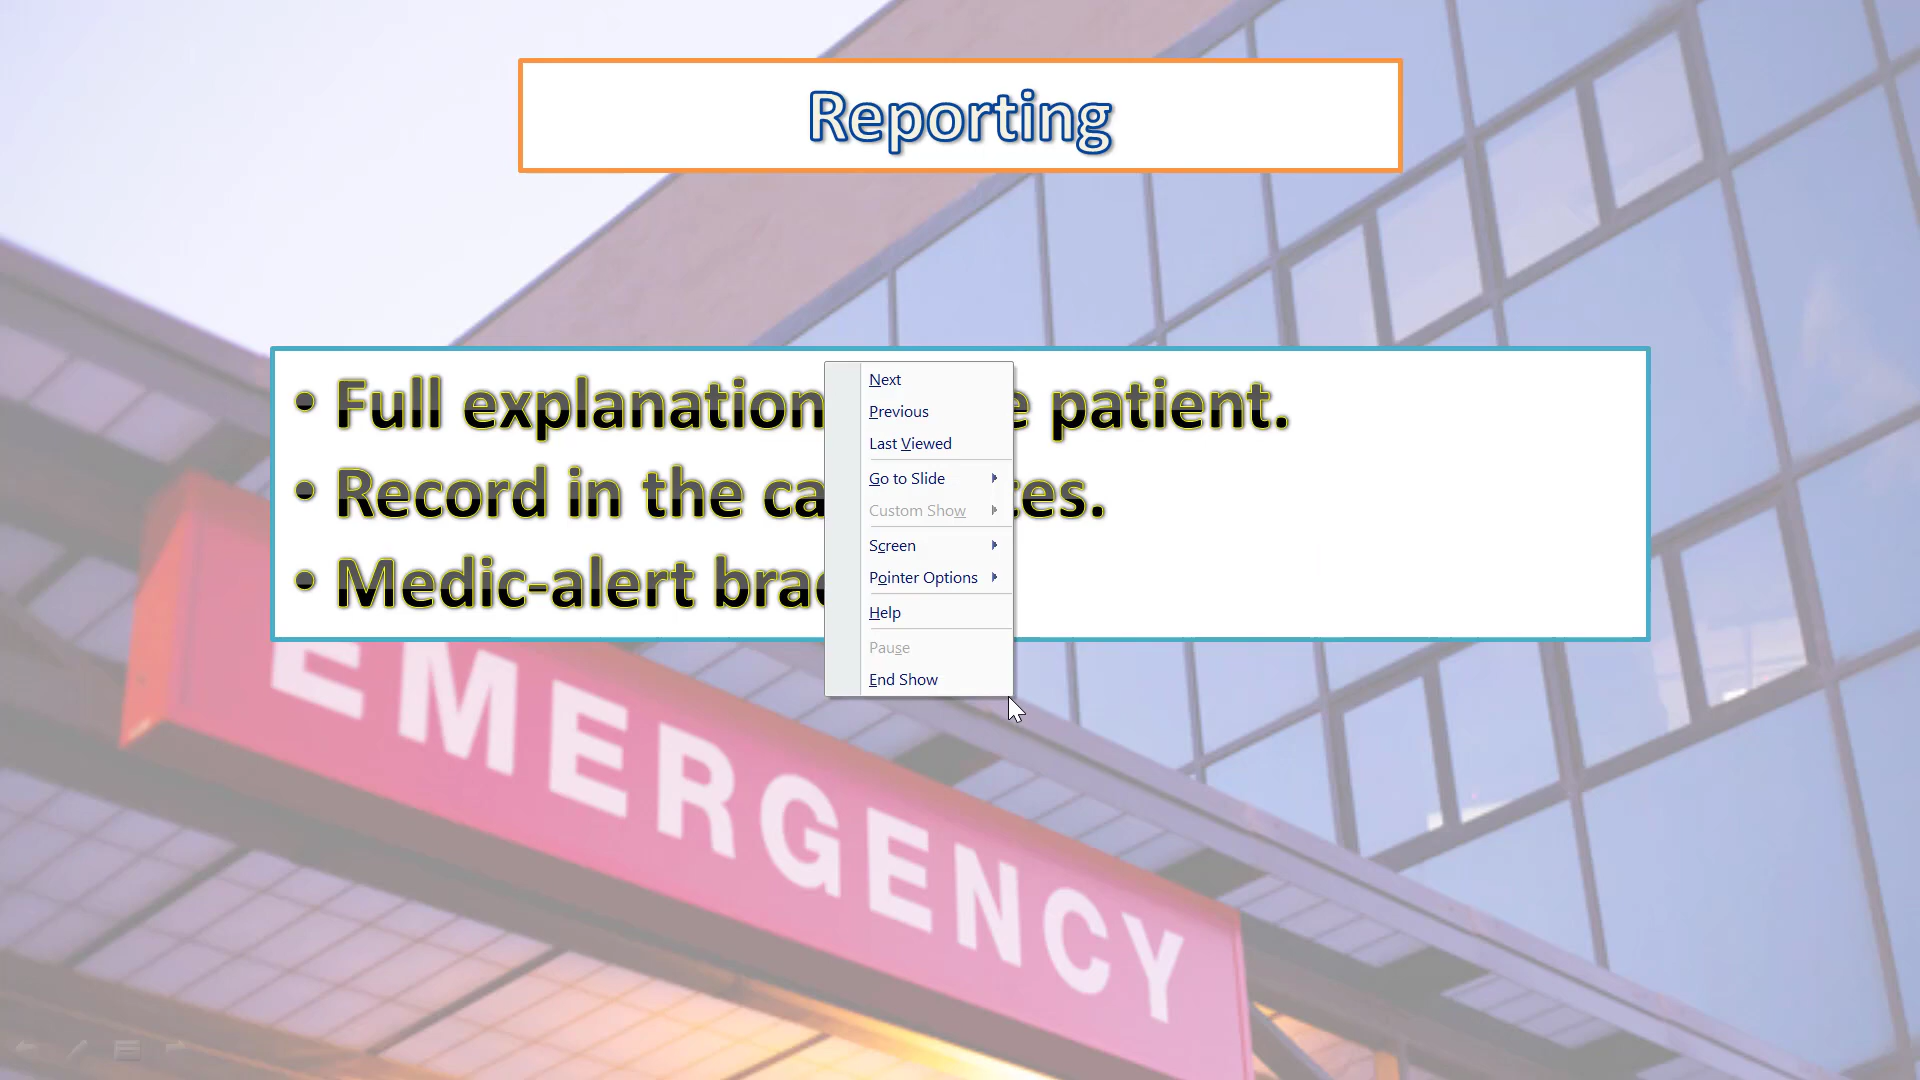 Reporting
• Full explanation e patient.
• Record in the ca tes.
• Medic-alert brac
Next
Previous
Last Viewed
Go to Slide
Custom Show
Screen
Pointer Options
Help
Pause
End Show
EMERGENCY